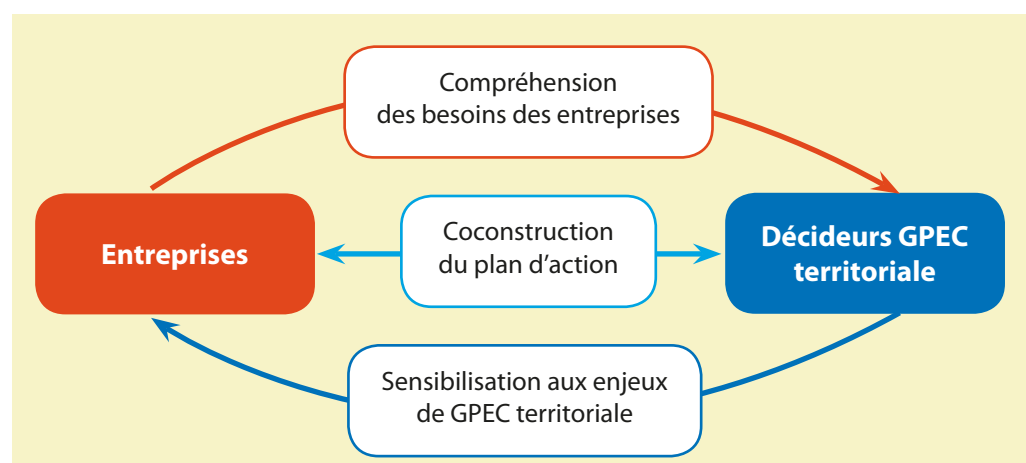 Compréhension
des besoins des entreprises
Entreprises
Coconstruction
du plan d’action
Décideurs GPEC
territoriale
Sensibilisation aux enjeux
de GPEC territoriale